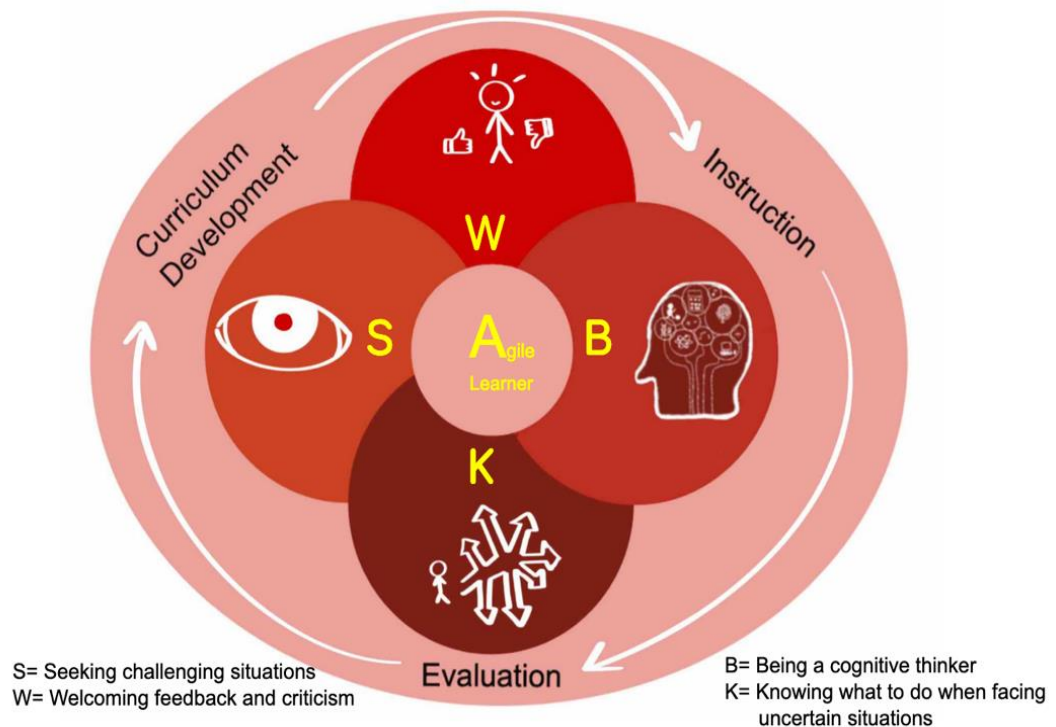 Curriculum
Development
Instruction
W
S
Agile
Learner
B
K
Evaluation
S= Seeking challenging situations
W= Welcoming feedback and criticism
B= Being a cognitive thinker
K= Knowing what to do when facing
uncertain situations